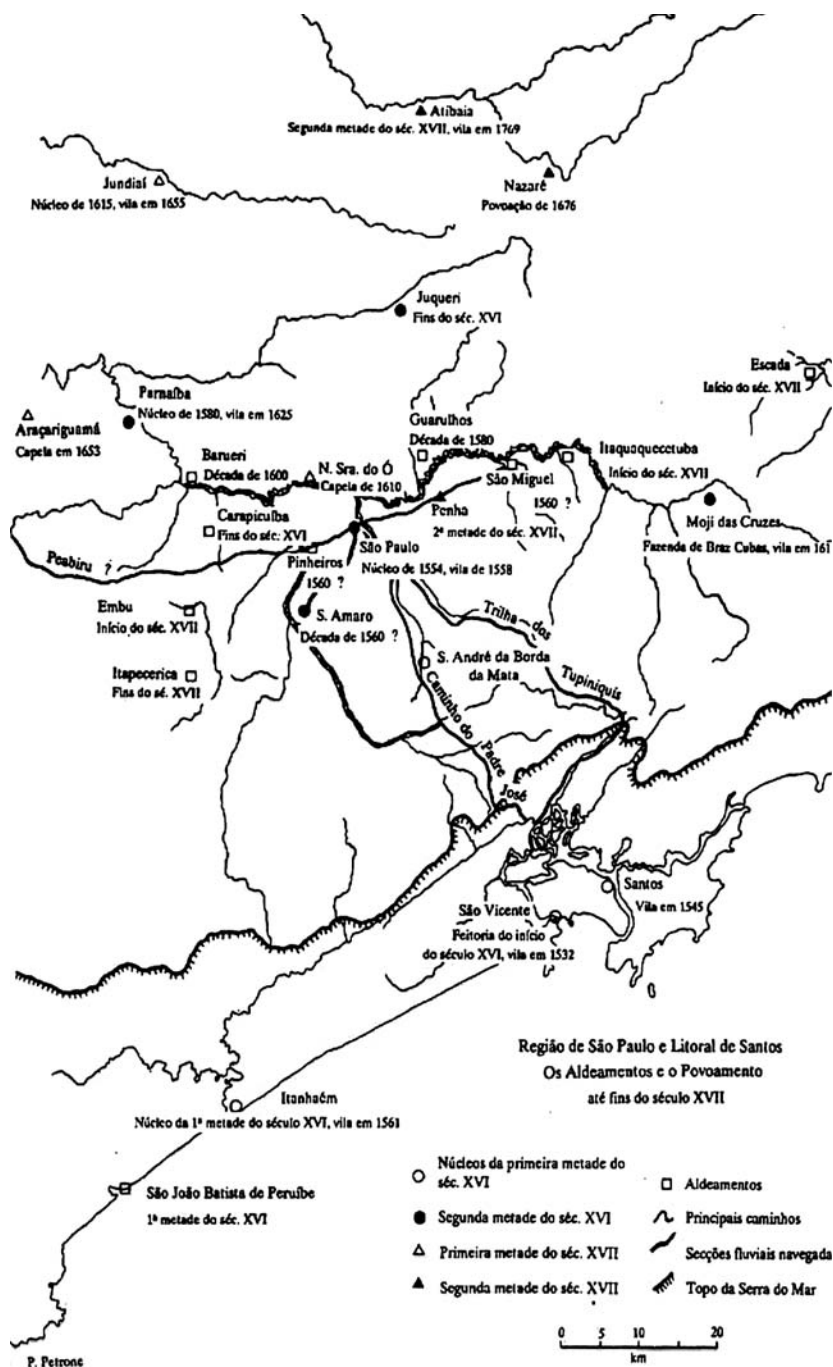 Atibaia
Segunda metade do séc. XVII, vila em 1769
Jundiaí
Núcleo de 1615, vila em 1655
Nazaré
Povoação de 1676
Juqueri
Fins do séc. XVI
Escada
Início do séc. XVII
Parnaíba
Núcleo de 1580, vila em 1625
Araçariguamá
Capela em 1653
Guarulhos
Década de 1580
Itaquaquecetuba
Início do séc. XVII
Barueri
Década de 1600
N. Sra. do Ó
Capela de 1610
São Miguel
1560 ?
Penha
2ª metade do séc. XVII
Moji das Cruzes
Fazenda de Braz Cubas, vila em 161
Carapicuíba
Fins do séc. XVI
São Paulo
Núcleo de 1554, vila de 1558
Peabiru ?
Pinheiros
1560 ?
Embu
Início do séc. XVII
S. Amaro
Década de 1560 ?
Trilha dos
Tupiniquis
S. André da Borda
da Mata
Itapecerica
Fins do sé. XVII
Caminho do Padre
José
Santos
Vila em 1545
São Vicente
Feitoria do início
do século XVI, vila em 1532
Região de São Paulo e Litoral de Santos
Os Aldeamentos e o Povoamento
até fins do século XVII
Itanhaém
Núcleo da 1ª metade do século XVI, vila em 1561
São João Batista de Peruíbe
1ª metade do séc. XVI
Núcleos da primeira metade do
séc. XVI
Aldeamentos
Segunda metade do séc. XVI
Principais caminhos
Primeira metade do séc. XVII
Secções fluviais navegada
Segunda metade do séc. XVII
Topo da Serra do Mar
0 5 10 20
km
P. Petrone